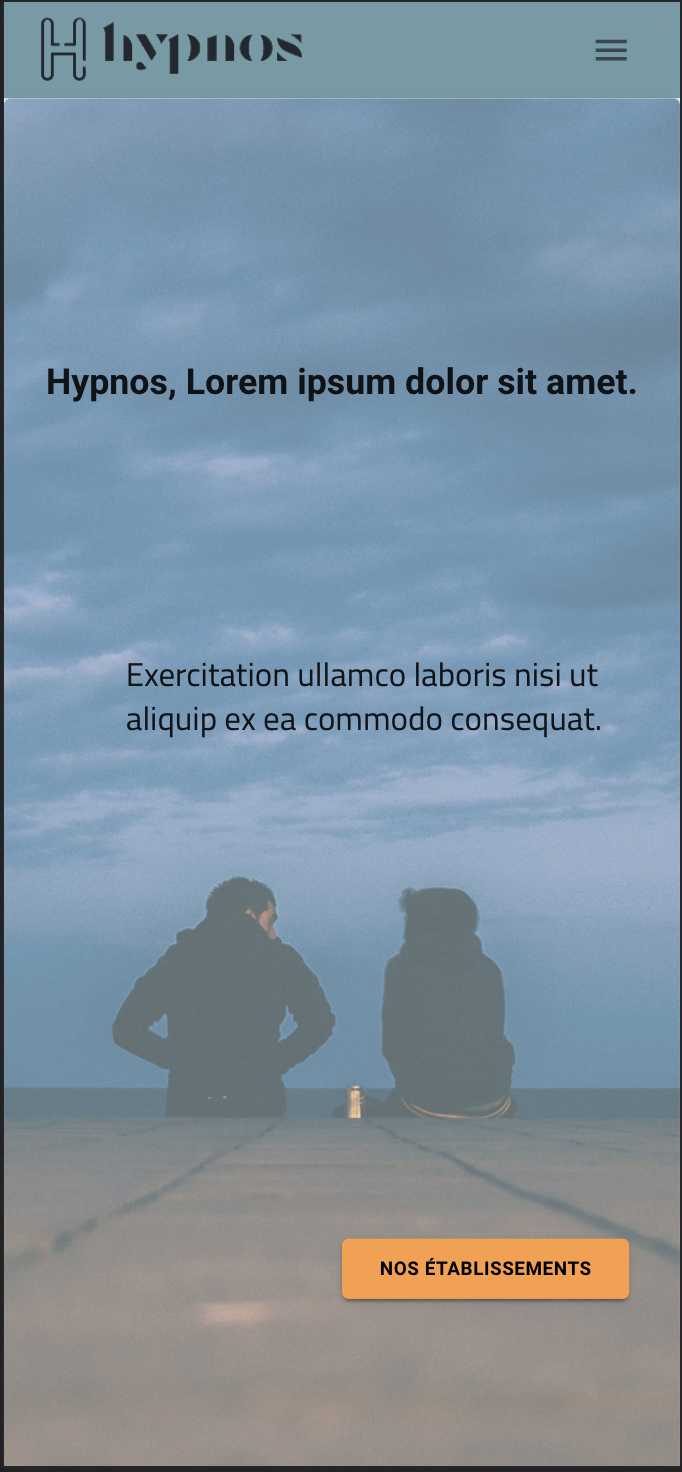 hypnos
Hypnos, Lorem ipsum dolor sit amet.
Exercitation ullamco laboris nisi ut
aliquip ex ea commodo consequat.
NOS ÉTABLISSEMENTS